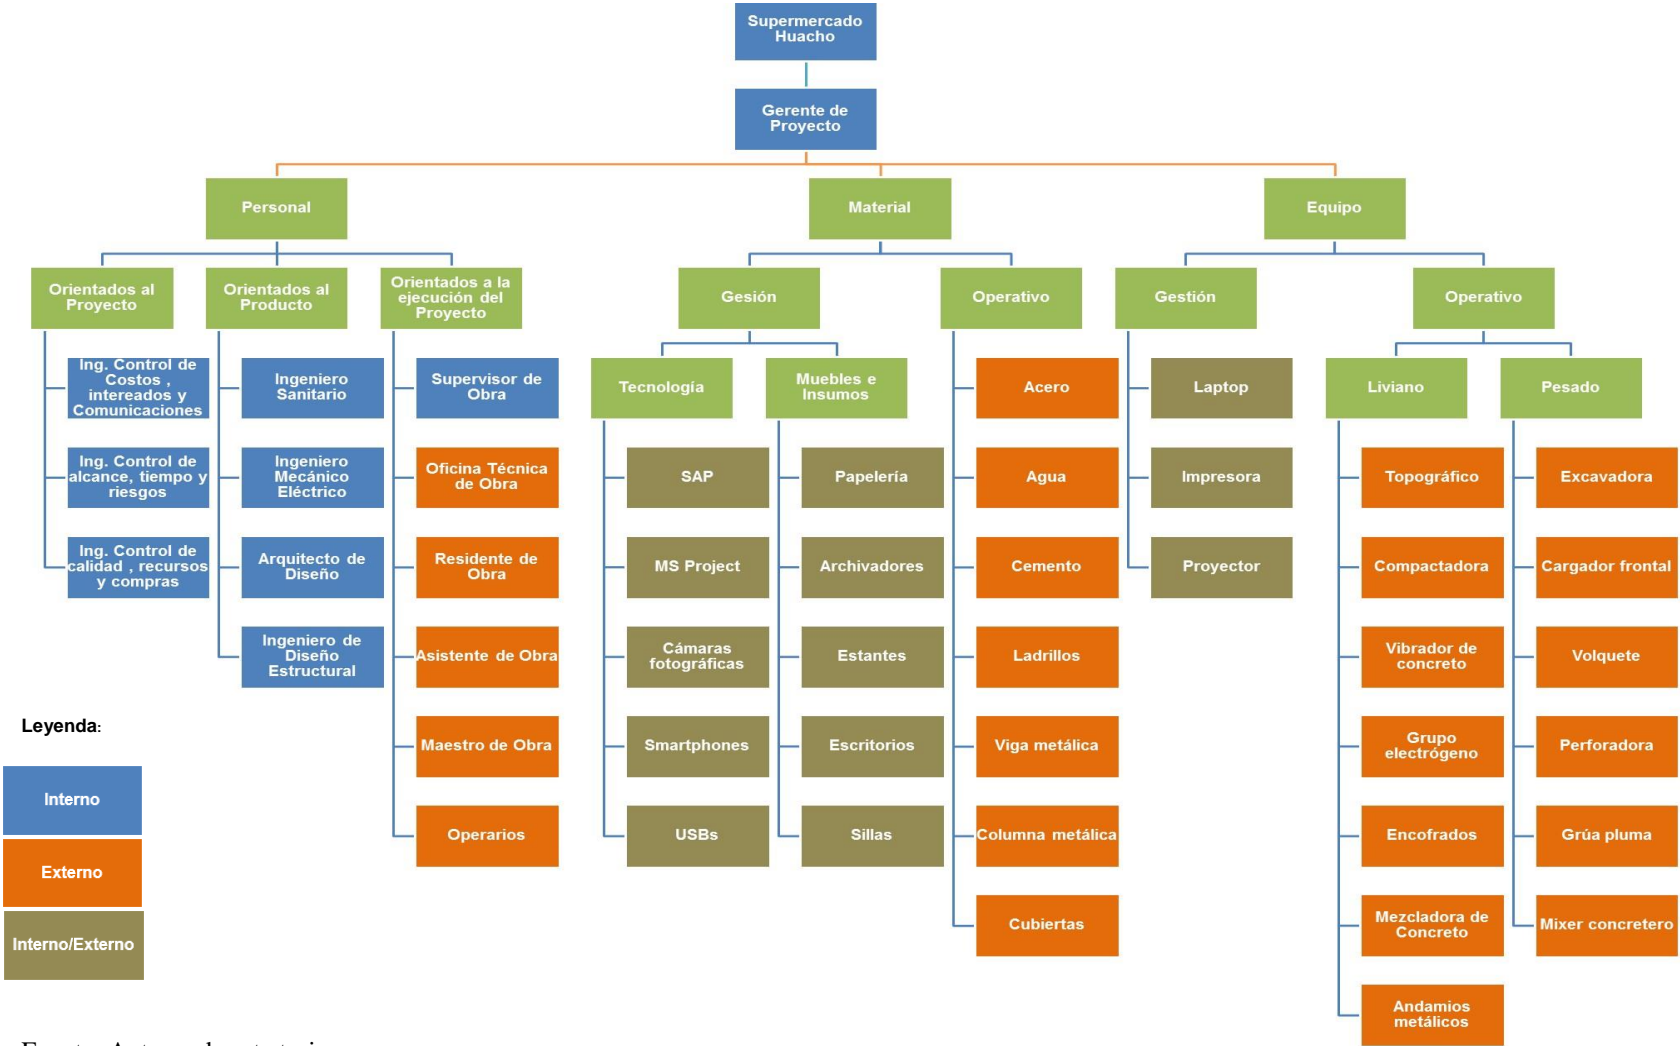 Supermercado
Huacho
Gerente de
Proyecto
Personal
Material
Equipo
Orientados al
Proyecto
Orientados al
Producto
Orientados a la
ejecución del
Proyecto
Gesión
Operativo
Gestión
Operativo
Ing. Control de
Costos ,
intereados y
Comunicaciones
Ingeniero
Sanitario
Supervisor de
Obra
Tecnología
Muebles e
Insumos
Acero
Laptop
Liviano
Pesado
Ing. Control de
alcance, tiempo y
riesgos
Ingeniero
Mecánico
Eléctrico
Oficina Técnica
de Obra
SAP
Papelería
Agua
Impresora
Topográfico
Excavadora
Ing. Control de
calidad , recursos
y compras
Arquitecto de
Diseño
Residente de
Obra
MS Project
Archivadores
Cemento
Proyector
Compactadora
Cargador frontal
Ingeniero de
Diseño
Estructural
Asistente de Obra
Cámaras
fotográficas
Estantes
Ladrillos
Vibrador de
concreto
Volquete
Leyenda:
Maestro de Obra
Smartphones
Escritorios
Viga metálica
Grupo
electrógeno
Perforadora
Interno
Operarios
USBs
Sillas
Columna metálica
Encofrados
Grúa pluma
Externo
Cubiertas
Mezcladora de
Concreto
Mixer concretero
Interno/Externo
Andamios
metálicos